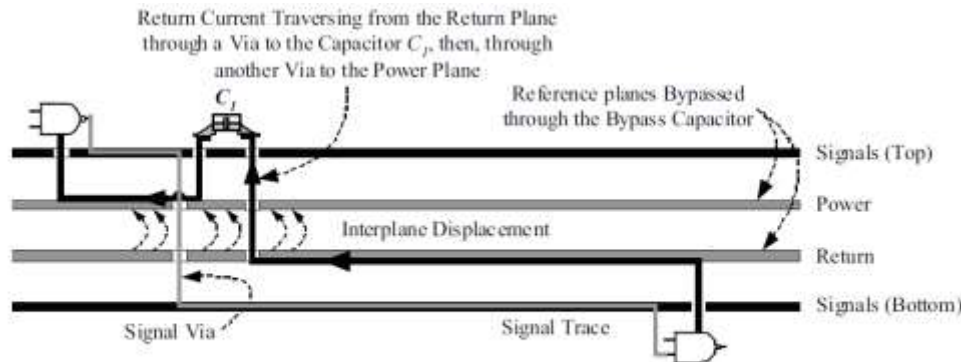 Return Current Traversing from the Return Plane
through a Via to the Capacitor C1, then, through
another Via to the Power Plane
C1
Reference planes Bypassed
through the Bypass Capacitor
Signals (Top)
Power
Interplane Displacement
Return
Signals (Bottom)
Signal Via
Signal Trace